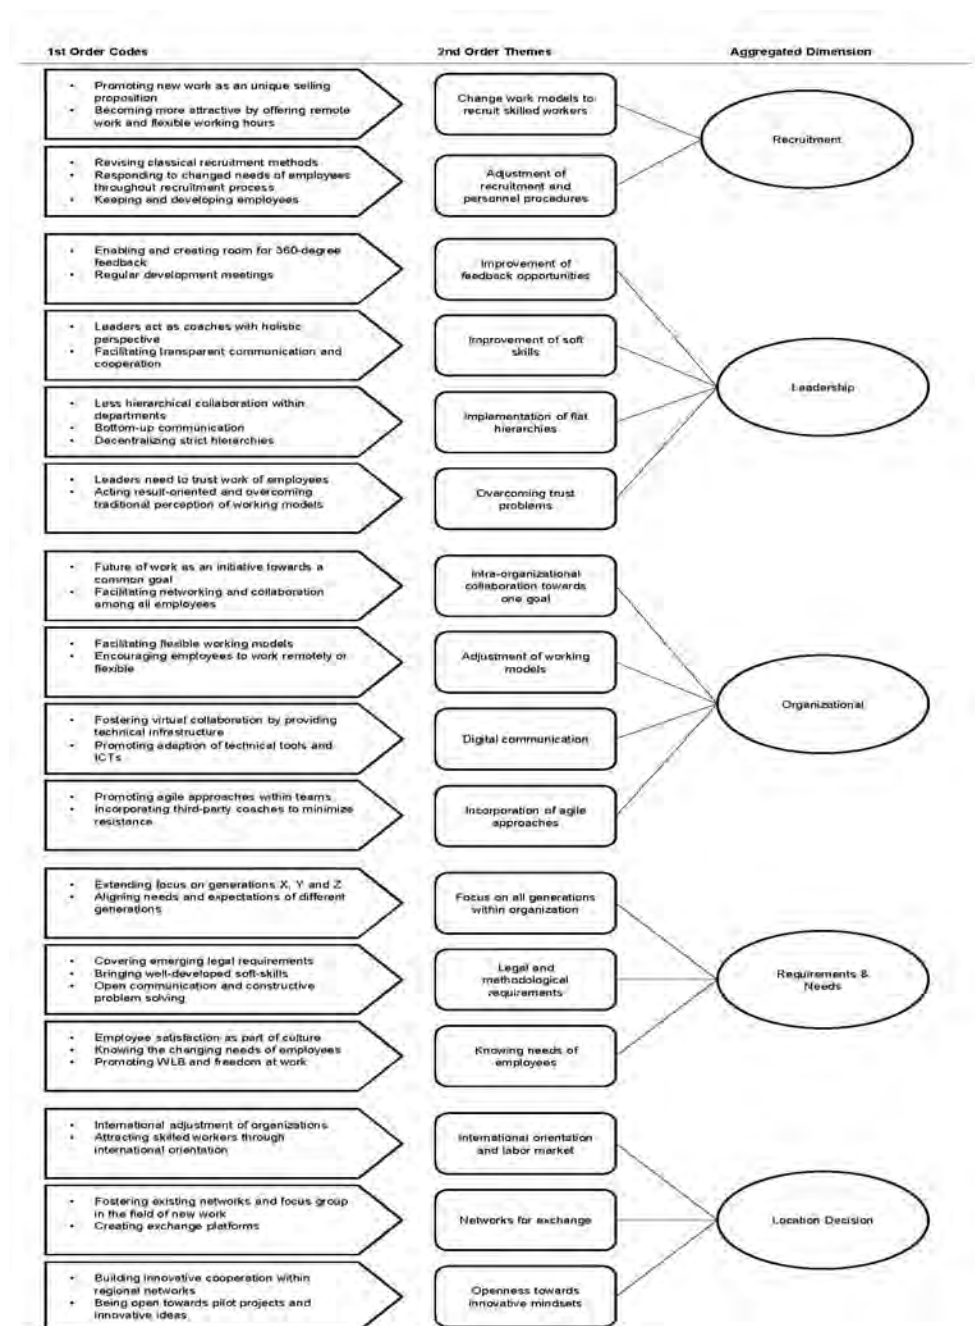 1st Order Codes
2nd Order Themes
Aggregated Dimension
• Promoting new work as an unique selling
proposition
• Becoming more attractive by offering remote
work and flexible working hours
Change work models to
recruit skilled workers
Recruitment
• Revising classical recruitment methods
• Responding to changed needs of employees
throughout recruitment process
• Keeping and developing employees
Adjustment of
recruitment and
personnel procedures
• Enabling and creating room for 360-degree
feedback
• Regular development meetings
Improvement of
feedback opportunities
• Leaders act as coaches with holistic
perspective
• Facilitating transparent communication and
cooperation
Improvement of soft
skills
Leadership
• Less hierarchical collaboration within
departments
• Bottom-up communication
• Decentralizing strict hierarchies
Implementation of flat
hierarchies
• Leaders need to trust work of employees
• Acting result-oriented and overcoming
traditional perception of working models
Overcoming trust
problems
• Future of work as an initiative towards a
common goal
• Facilitating networking and collaboration
among all employees
Intra-organizational
collaboration towards
one goal
• Facilitating flexible working models
• Encouraging employees to work remotely or
flexible
Adjustment of working
models
Organizational
• Fostering virtual collaboration by providing
technical infrastructure
• Promoting adaption of technical tools and
ICTs
Digital communication
• Promoting agile approaches within teams
• Incorporating third-party coaches to minimize
resistance
Incorporation of agile
approaches
• Extending focus on generations X, Y and Z
• Aligning needs and expectations of different
generations
Focus on all generations
within organization
• Covering emerging legal requirements
• Bringing well-developed soft-skills
• Open communication and constructive
problem solving
Legal and
methodological
requirements
Requirements &
Needs
• Employee satisfaction as part of culture
• Knowing the changing needs of employees
• Promoting WLB and freedom at work
Knowing needs of
employees
• International adjustment of organizations
• Attracting skilled workers through
international orientation
International orientation
and labor market
• Fostering existing networks and focus group
in the field of new work
• Creating exchange platforms
Networks for exchange
Location Decision
• Building innovative cooperation within
regional networks
• Being open towards pilot projects and
innovative ideas
Openness towards
innovative mindsets